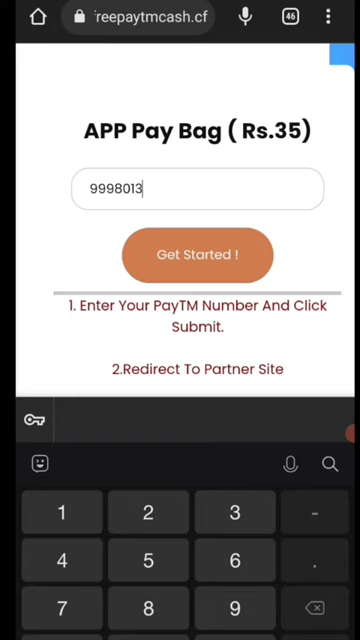 freepaytmcash.cf
46
APP Pay Bag ( Rs.35)
9998013
Get Started !
1. Enter Your PayTM Number And Click
Submit.
2.Redirect To Partner Site
1 2 3 -
4 5 6 .
7 8 9